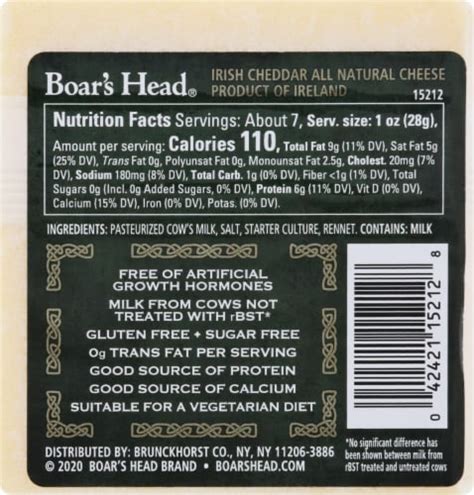 Boar's Head®
IRISH CHEDDAR ALL NATURAL CHEESE
PRODUCT OF IRELAND
15212
Nutrition Facts Servings: About 7, Serv. size: 1 oz (28g),
Amount per serving: Calories 110, Total Fat 9g (11% DV), Sat Fat 5g
(25% DV), Trans Fat 0g, Polyunsat Fat 0g, Monounsat Fat 2.5g, Cholest. 20mg (7%
DV), Sodium 180mg (8% DV), Total Carb. 1g (0% DV), Fiber <1g (1% DV), Total
Sugars 0g (Incl. 0g Added Sugars, 0% DV), Protein 6g (11% DV), Vit D (0% DV),
Calcium (15% DV), Iron (0% DV), Potas. (0% DV).
INGREDIENTS: PASTEURIZED COW'S MILK, SALT, STARTER CULTURE, RENNET. CONTAINS: MILK
FREE OF ARTIFICIAL
GROWTH HORMONES
MILK FROM COWS NOT
TREATED WITH rBST*
GLUTEN FREE + SUGAR FREE
0g TRANS FAT PER SERVING
GOOD SOURCE OF PROTEIN
GOOD SOURCE OF CALCIUM
SUITABLE FOR A VEGETARIAN DIET
0 42421 15212 8
DISTRIBUTED BY: BRUNCKHORST CO., NY, NY 11206-3886
© 2020 BOAR'S HEAD BRAND • BOARSHEAD.COM
*No significant difference has
been shown between milk from
rBST treated and untreated cows